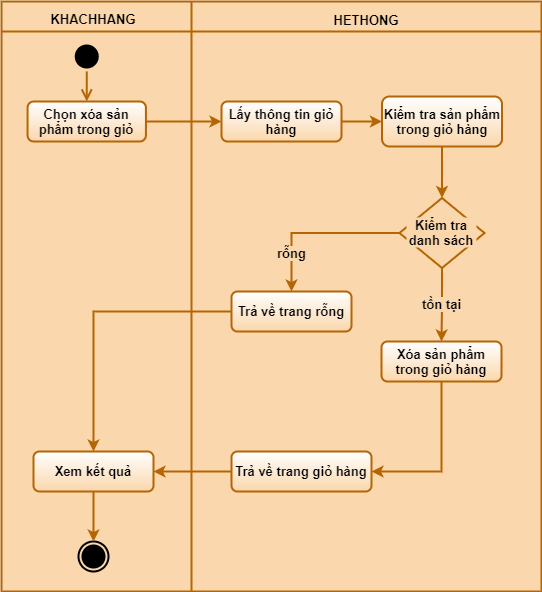 KHACHHANG
HETHONG
Chọn xóa sản
phẩm trong giỏ
Lấy thông tin giỏ
hàng
Kiểm tra sản phẩm
trong giỏ hàng
Kiểm tra
danh sách
rỗng
tồn tại
Trả về trang rỗng
Xóa sản phẩm
trong giỏ hàng
Xem kết quả
Trả về trang giỏ hàng